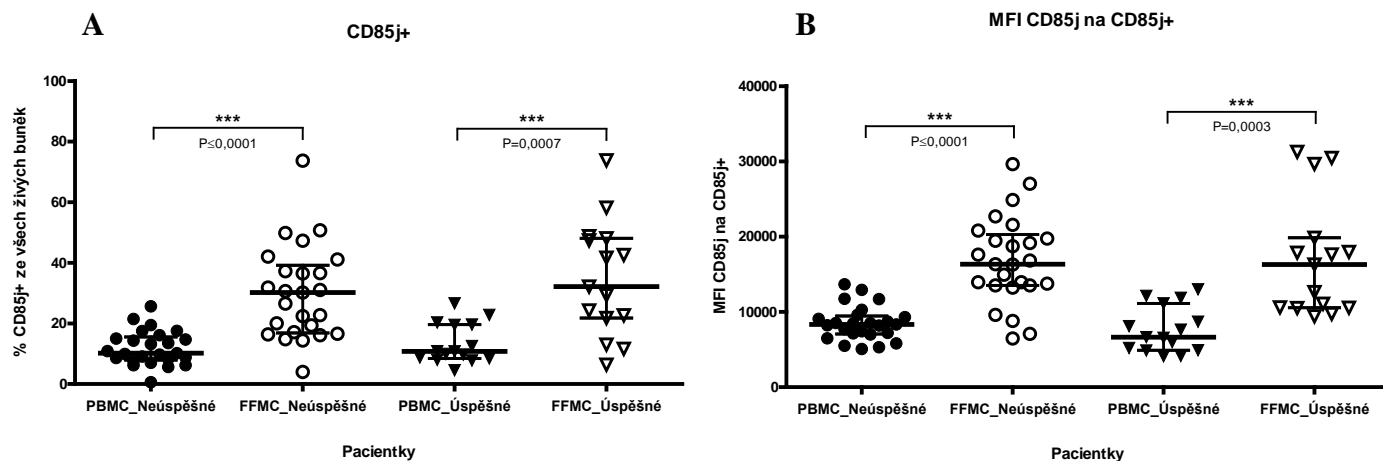 A
CD85j+
% CD85j+ ze všech živých buněk
100
80
60
40
20
0
***
P≤0,0001
***
P=0,0007
PBMC_Neúspěšné
FFMC_Neúspěšné
PBMC_Úspěšné
FFMC_Úspěšné
Pacientky
B
MFI CD85j na CD85j+
MFI CD85j na CD85j+
40000
30000
20000
10000
0
***
P≤0,0001
***
P=0,0003
PBMC_Neúspěšné
FFMC_Neúspěšné
PBMC_Úspěšné
FFMC_Úspěšné
Pacientky